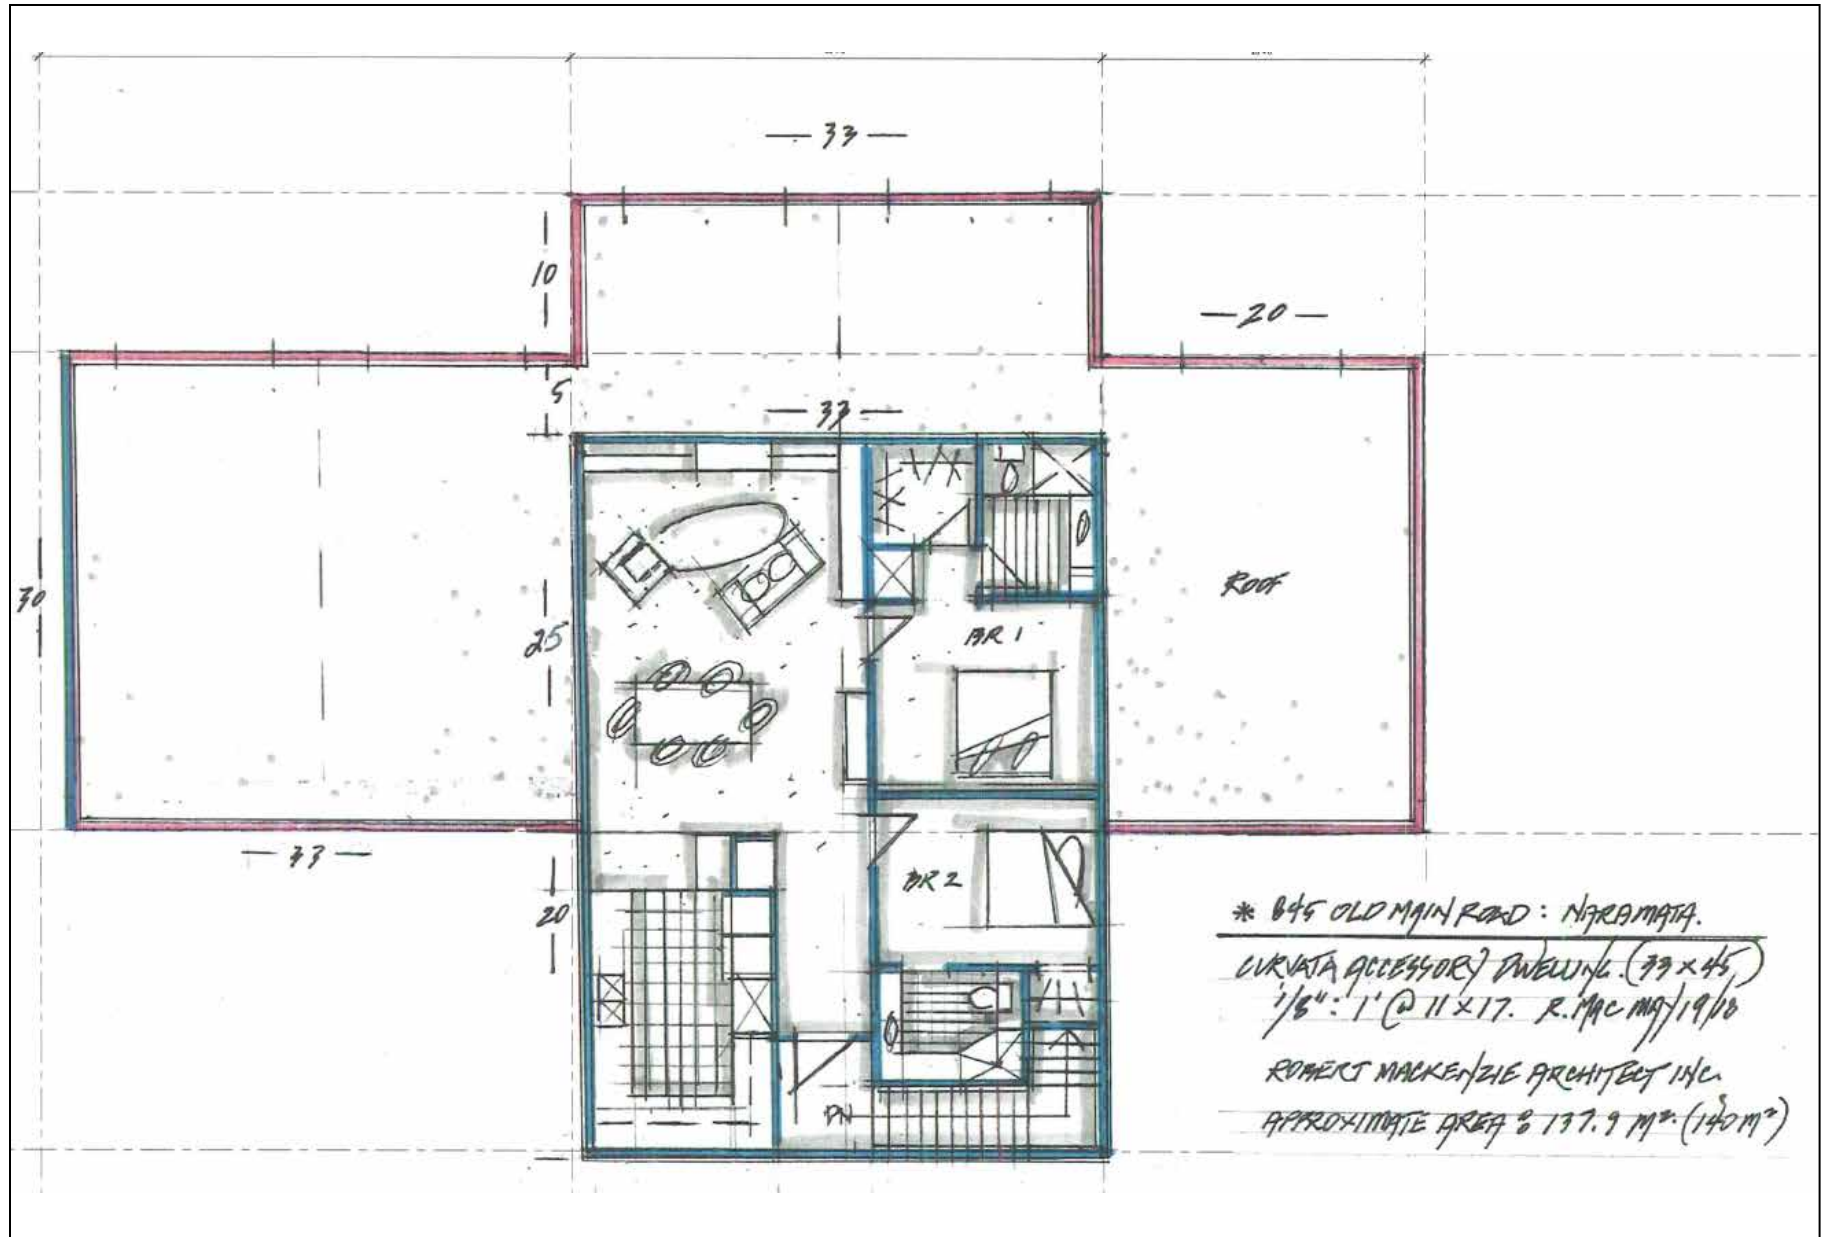 33
10
20
5
33
30
25
ROOF
BR 1
33
BR 2
20
DN
* 845 OLD MAIN ROAD: NARAMATA.
CURVATA ACCESSORY DWELLING. (33 x 45)
1/8": 1' @ 11 x 17. R. MAC MAY 19/18
ROBERT MACKENZIE ARCHITECT INC.
APPROXIMATE AREA: 137.9 M². (140 M²)